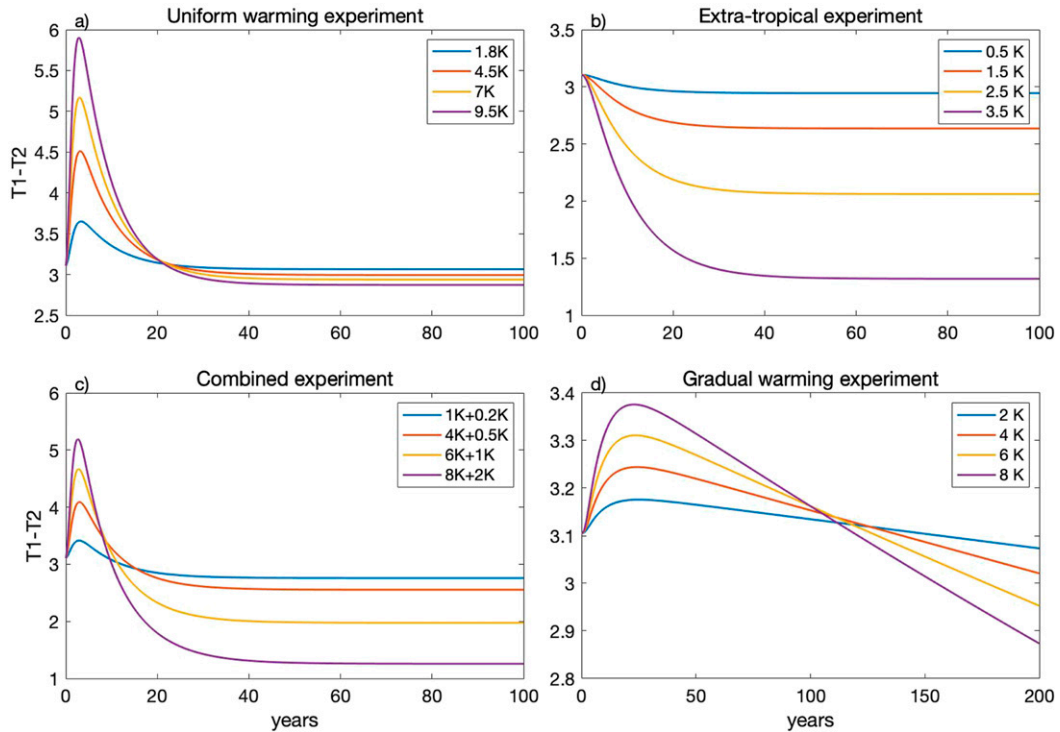 a) Uniform warming experiment
6
5.5
5
4.5
4
3.5
3
2.5
T1-T2
0 20 40 60 80 100
1.8K
4.5K
7K
9.5K
b) Extra-tropical experiment
3.5
3
2.5
2
1.5
1
0 20 40 60 80 100
0.5 K
1.5 K
2.5 K
3.5 K
c) Combined experiment
6
5
4
3
2
1
T1-T2
0 20 40 60 80 100
years
1K+0.2K
4K+0.5K
6K+1K
8K+2K
d) Gradual warming experiment
3.4
3.3
3.2
3.1
3
2.9
2.8
0 50 100 150 200
years
2 K
4 K
6 K
8 K